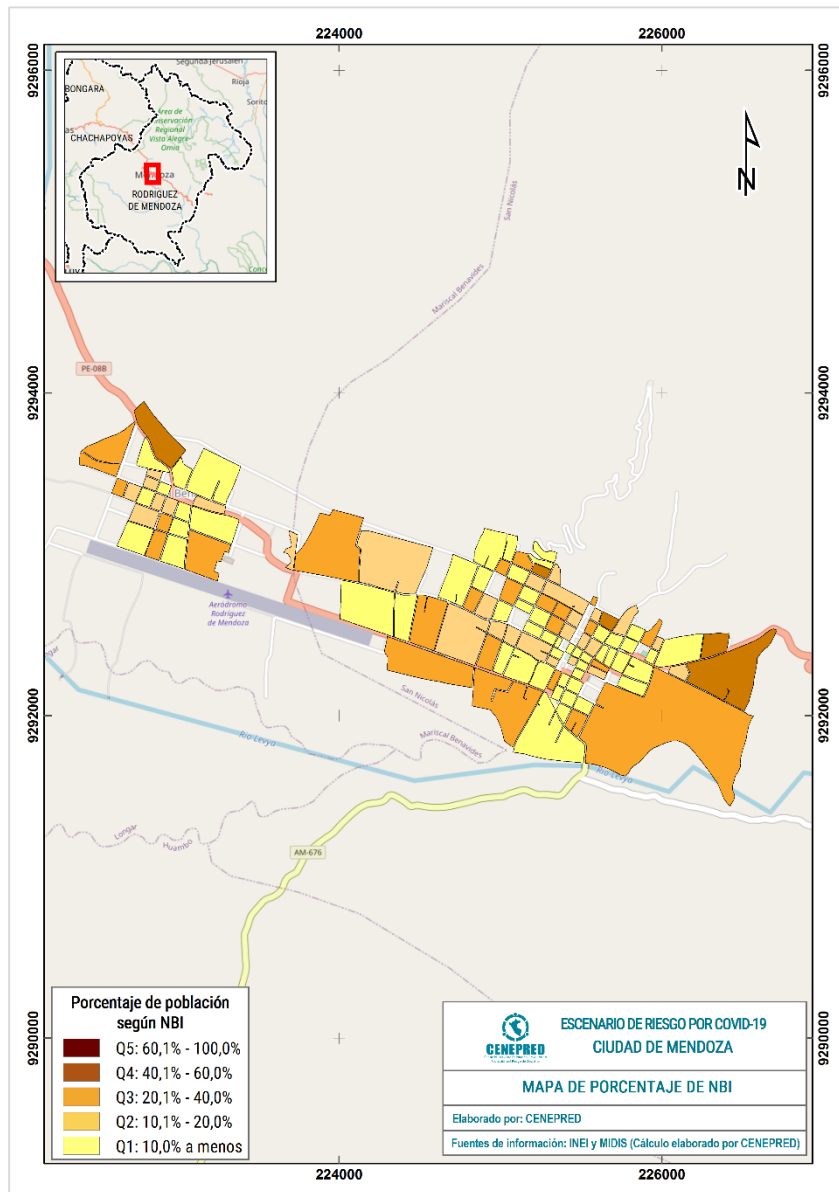 224000
226000
9296000
9296000
Segunda Jerusalén
BONGARA
Rioja
Área de
Conservación
Regional
Vista Alegre-
Omia
CHACHAPOYAS
Mendoza
RODRIGUEZ
DE MENDOZA
N
San Nicolás
Mariscal Benavides
PE-08B
9294000
9294000
Aeródromo
Rodríguez
de Mendoza
San Nicolás
Mariscal Benavides
9292000
9292000
Río Leyva
Río Leyva
Longar
Huambo
AM-676
Porcentaje de población
según NBI
Q5: 60,1% - 100,0%
Q4: 40,1% - 60,0%
Q3: 20,1% - 40,0%
Q2: 10,1% - 20,0%
Q1: 10,0% a menos
9290000
9290000
CENEPRED
ESCENARIO DE RIESGO POR COVID-19
CIUDAD DE MENDOZA
MAPA DE PORCENTAJE DE NBI
Elaborado por: CENEPRED
Fuentes de información: INEI y MIDIS (Cálculo elaborado por CENEPRED)
224000
226000